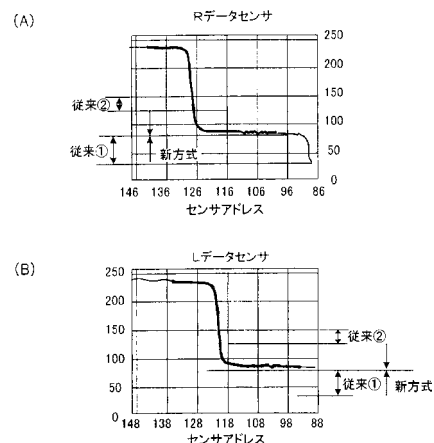 (A)
Rデータセンサ
250
200
150
100
50
0
従来②
従来①
新方式
146 136 126 116 106 96 86
センサアドレス
(B)
Lデータセンサ
250
200
150
100
50
0
従来②
従来①
新方式
148 138 128 118 108 98 88
センサアドレス